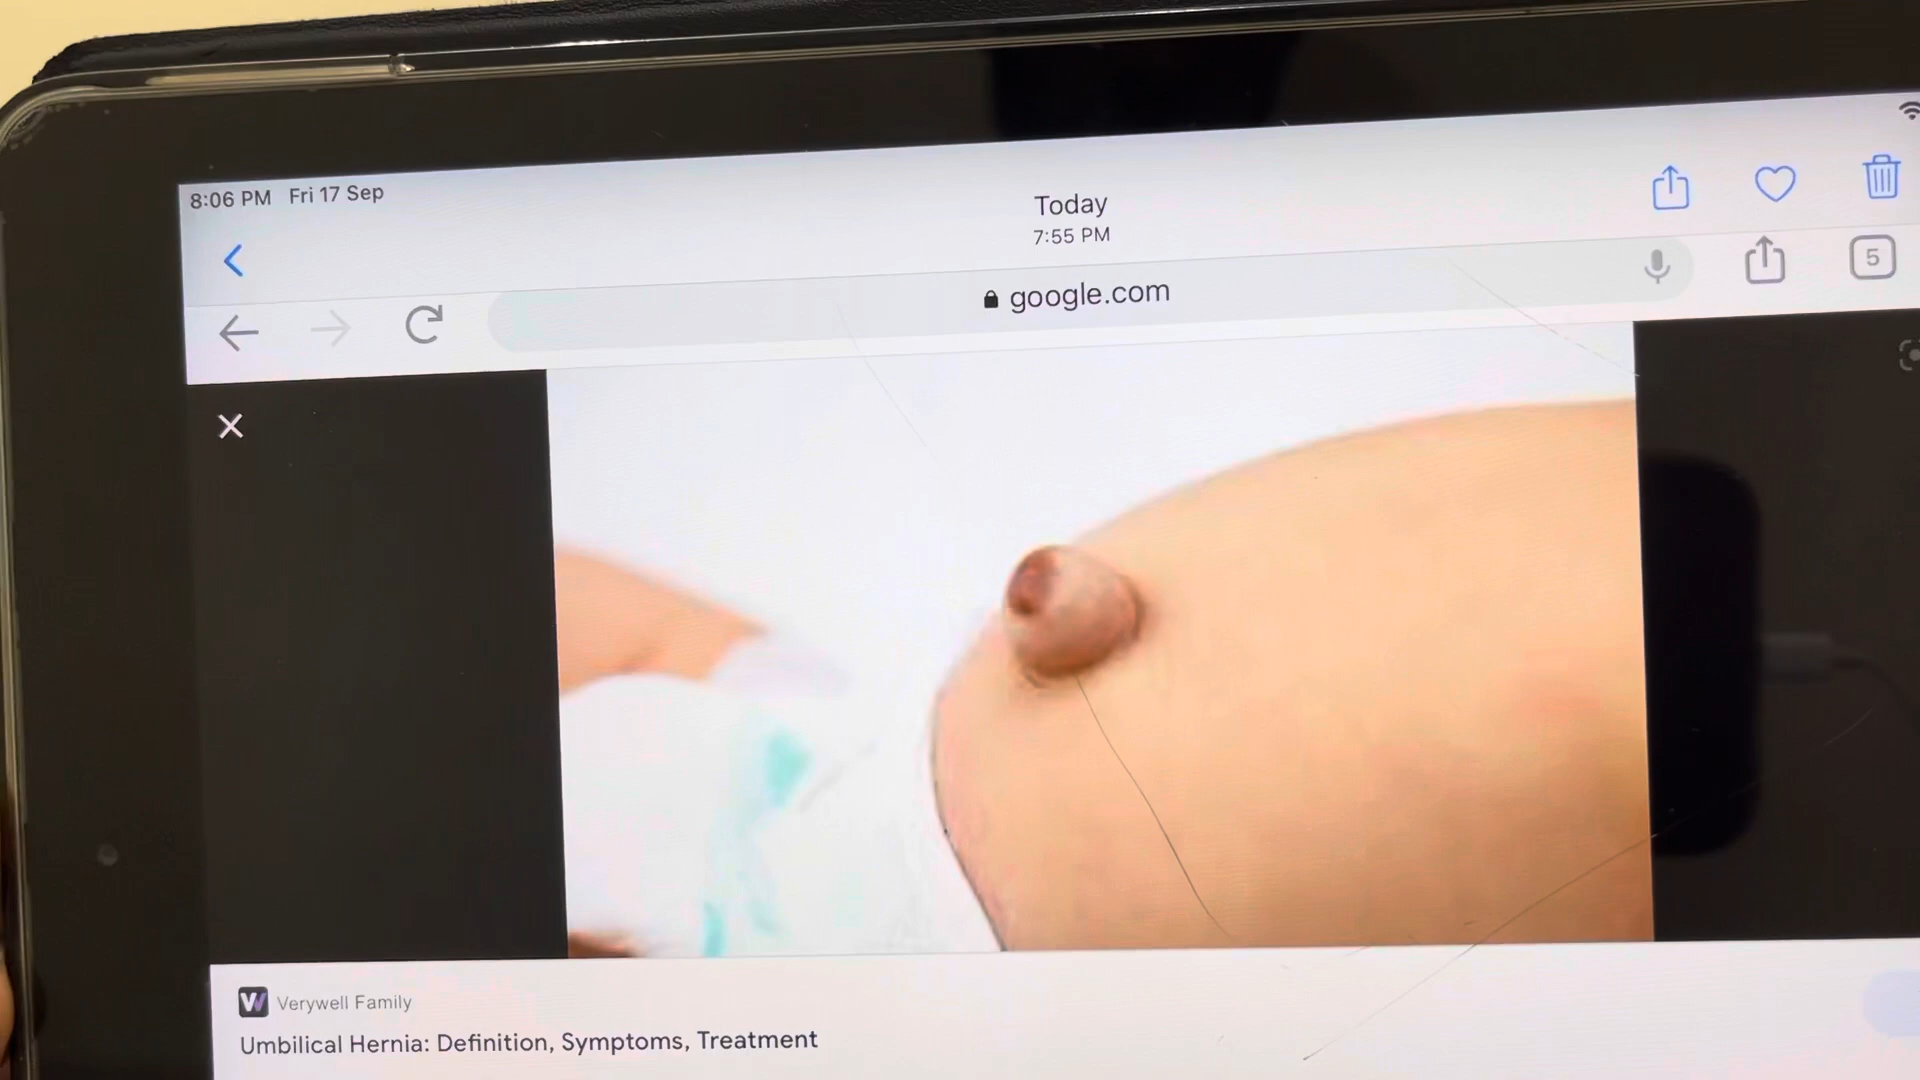 8:06 PM Fri 17 Sep
Today
7:55 PM
google.com
5
Verywell Family
Umbilical Hernia: Definition, Symptoms, Treatment